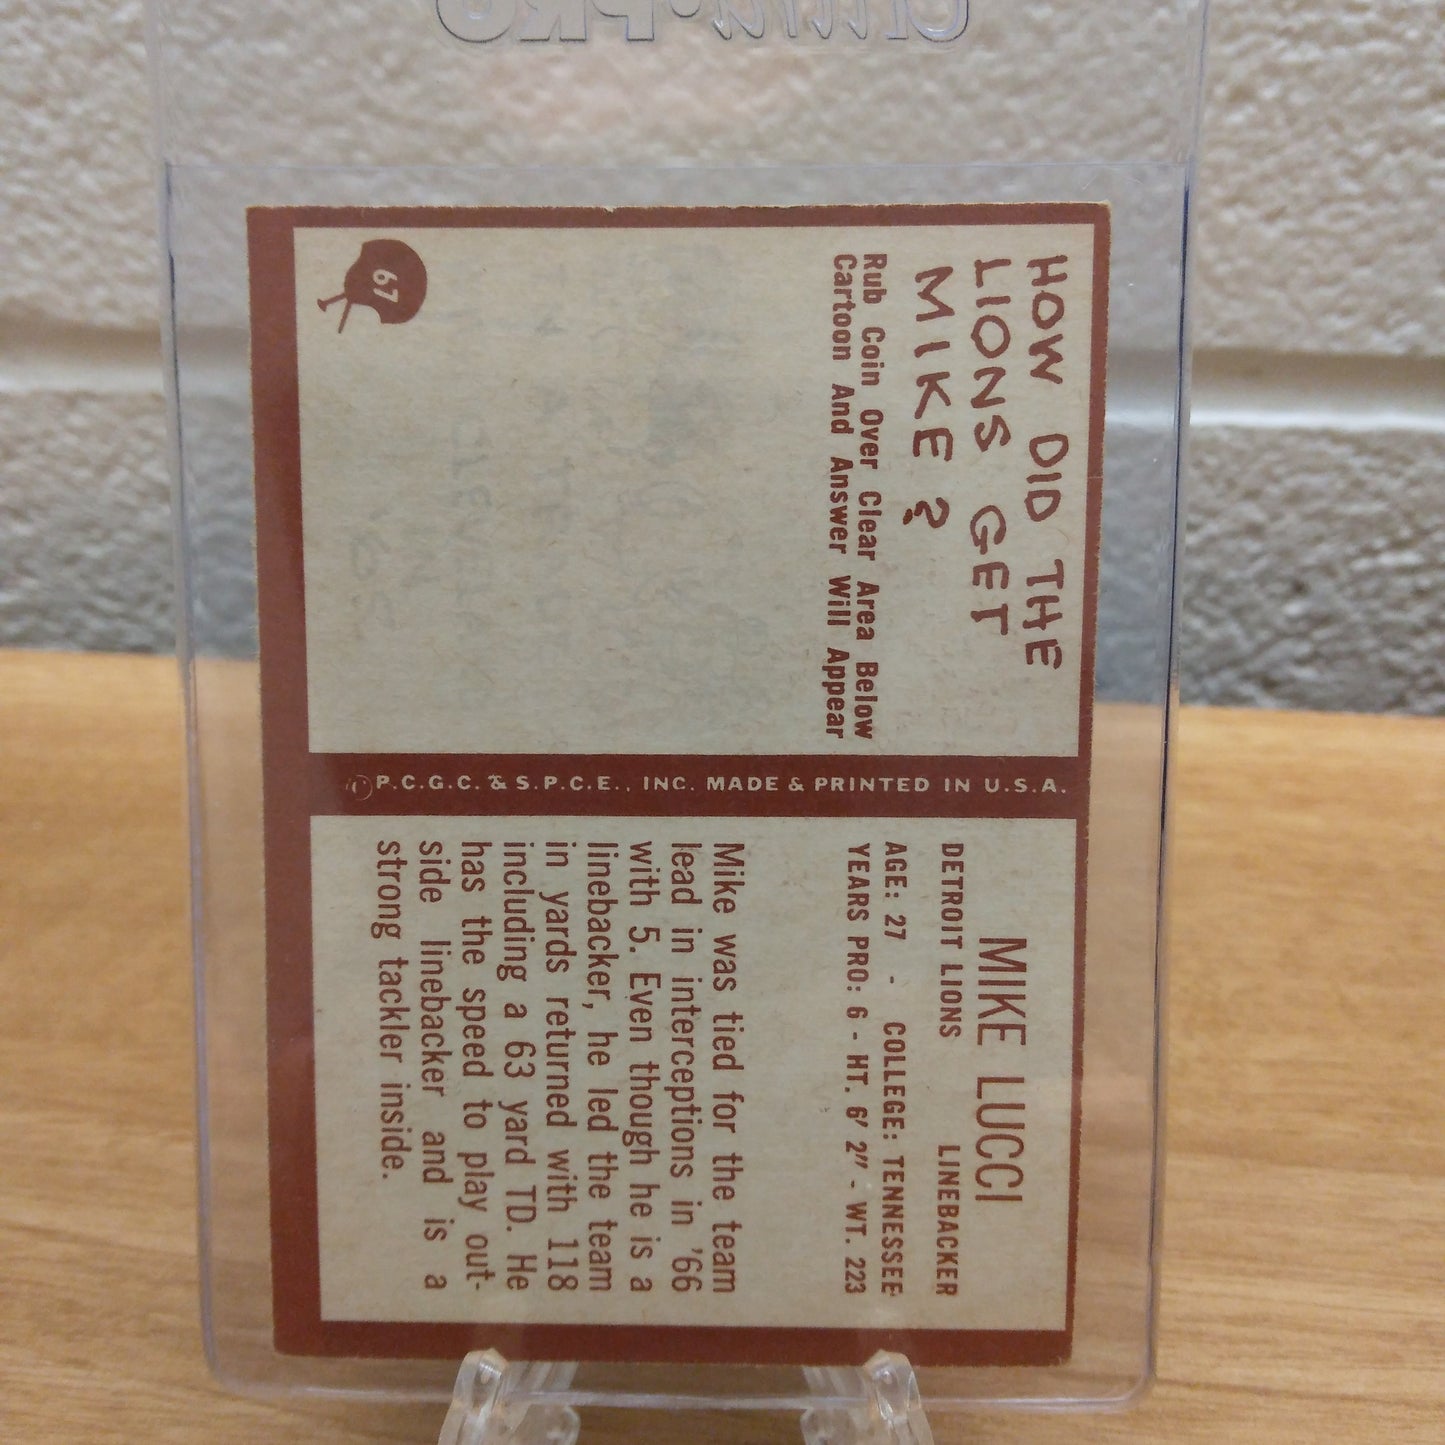 HOW DID THE
LIONS GET
MIKE?
Rub Coin Over Clear Area Below
Cartoon And Answer Will Appear
67
© P.C.G.C. & S.P.C.E., INC. MADE & PRINTED IN U.S.A.
MIKE LUCCI
DETROIT LIONS LINEBACKER
AGE: 27 - COLLEGE: TENNESSEE
YEARS PRO: 6 - HT. 6' 2" - WT. 223
Mike was tied for the team
lead in interceptions in '66
with 5. Even though he is a
linebacker, he led the team
in yards returned with 118
including a 63 yard TD. He
has the speed to play out-
side linebacker and is a
strong tackler inside.